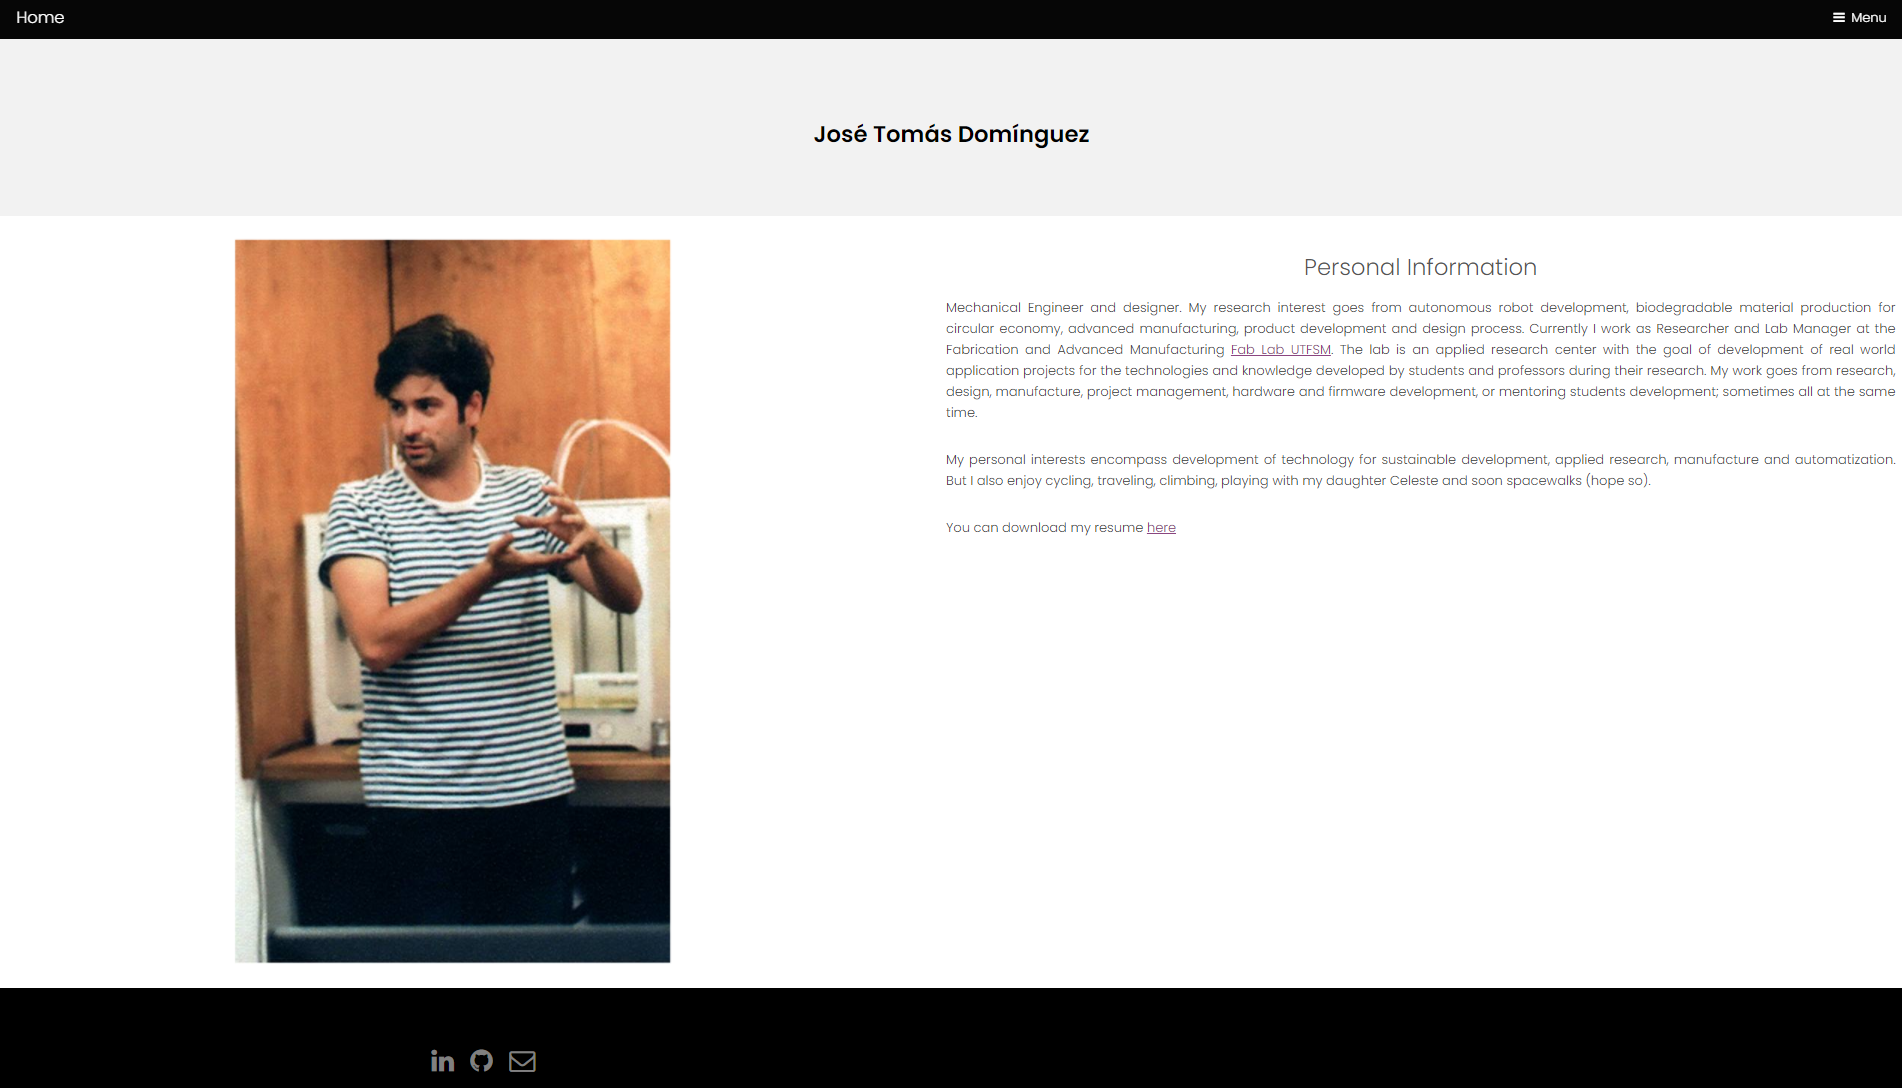 Home
Menu
José Tomás Domínguez
Personal Information
Mechanical Engineer and designer. My research interest goes from autonomous robot development, biodegradable material production for
circular economy, advanced manufacturing, product development and design process. Currently I work as Researcher and Lab Manager at the
Fabrication and Advanced Manufacturing Fab Lab UTFSM. The lab is an applied research center with the goal of development of real world
application projects for the technologies and knowledge developed by students and professors during their research. My work goes from research,
design, manufacture, project management, hardware and firmware development, or mentoring students development; sometimes all at the same
time.
My personal interests encompass development of technology for sustainable development, applied research, manufacture and automatization.
But I also enjoy cycling, traveling, climbing, playing with my daughter Celeste and soon spacewalks (hope so).
You can download my resume here
in